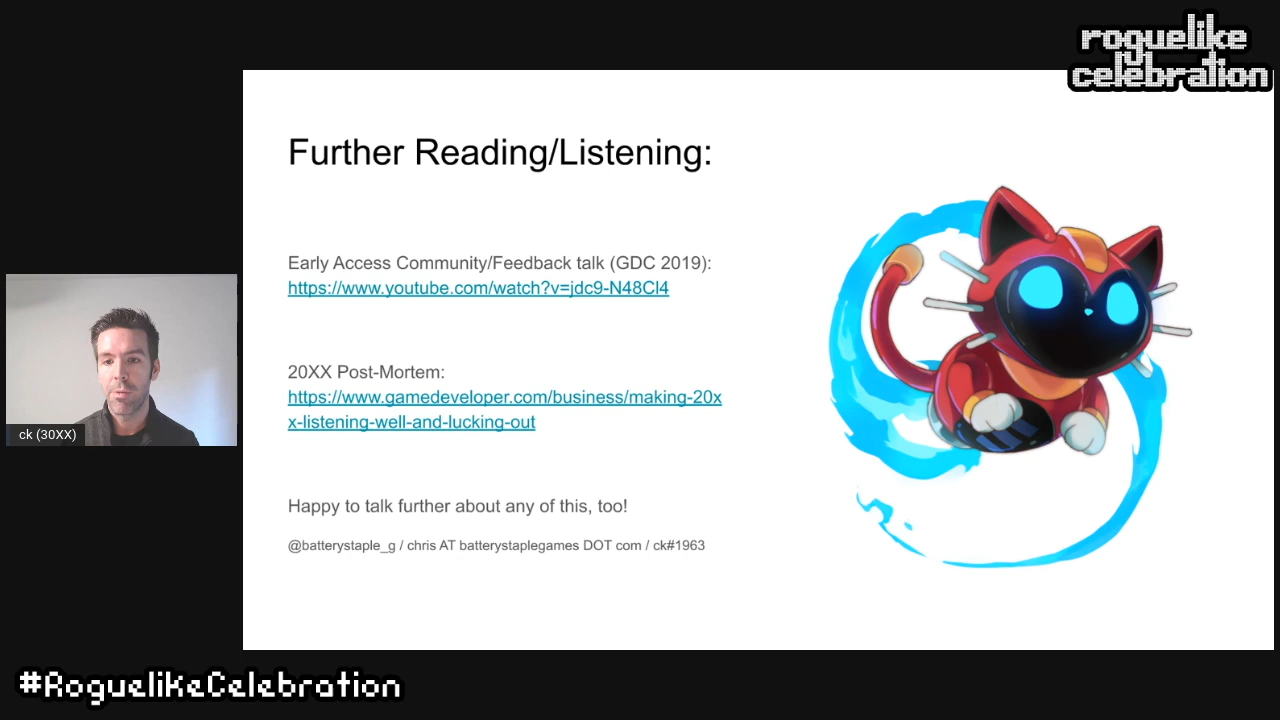 roguelike
celebration
Further Reading/Listening:
Early Access Community/Feedback talk (GDC 2019):
https://www.youtube.com/watch?v=jdc9-N48CI4
20XX Post-Mortem:
https://www.gamedeveloper.com/business/making-20x
x-listening-well-and-lucking-out
ck (30XX)
Happy to talk further about any of this, too!
@batterystaple_g / chris AT batterystaplegames DOT com / ck#1963
#RoguelikeCelebration